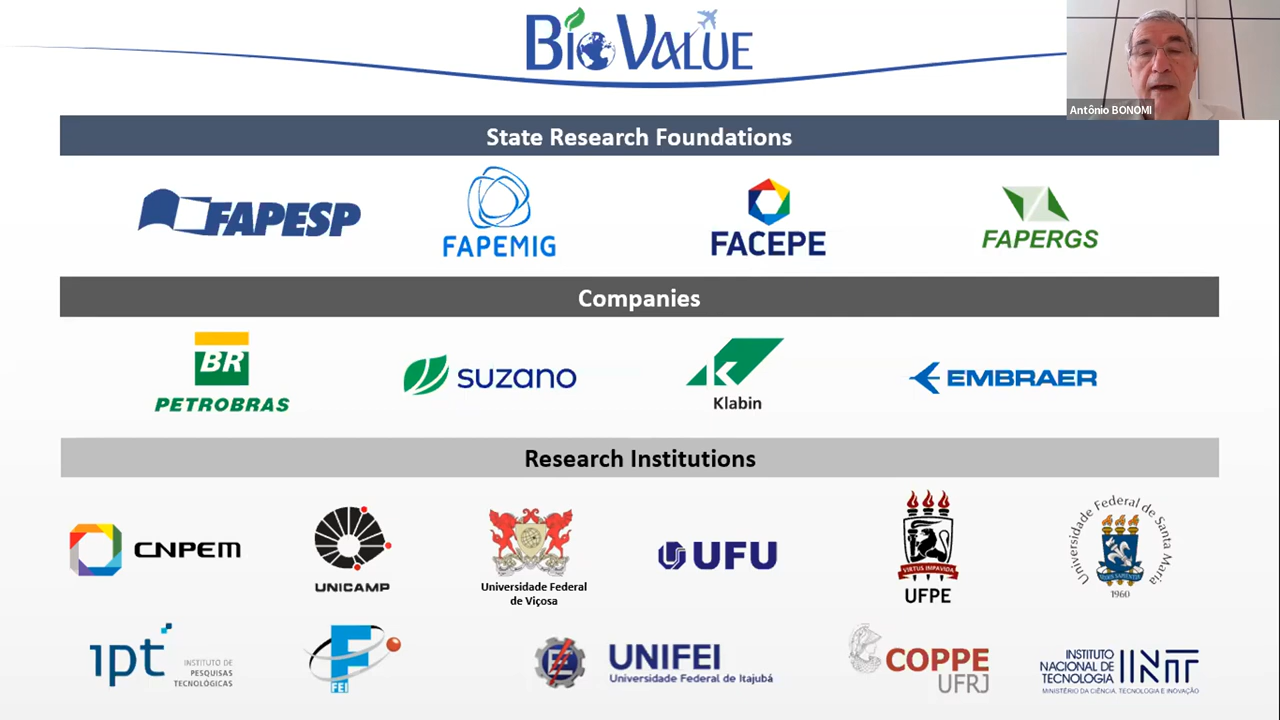 BioValue
Antônio BONOMI
State Research Foundations
FAPESP
FAPEMIG
FACEPE
FAPERGS
Companies
BR
PETROBRAS
suzano
Klabin
EMBRAER
Research Institutions
CNPEM
UNICAMP
Universidade Federal
de Viçosa
UFU
VIRTUS IMPAVIDA
UFPE
Universidade Federal de Santa Maria
1960
ipt
INSTITUTO DE
PESQUISAS
TECNOLÓGICAS
FEI
UNIFEI
Universidade Federal de Itajubá
COPPE
UFRJ
INSTITUTO
NACIONAL DE
TECNOLOGIA
INT
MINISTÉRIO DA CIÊNCIA, TECNOLOGIA E INOVAÇÃO